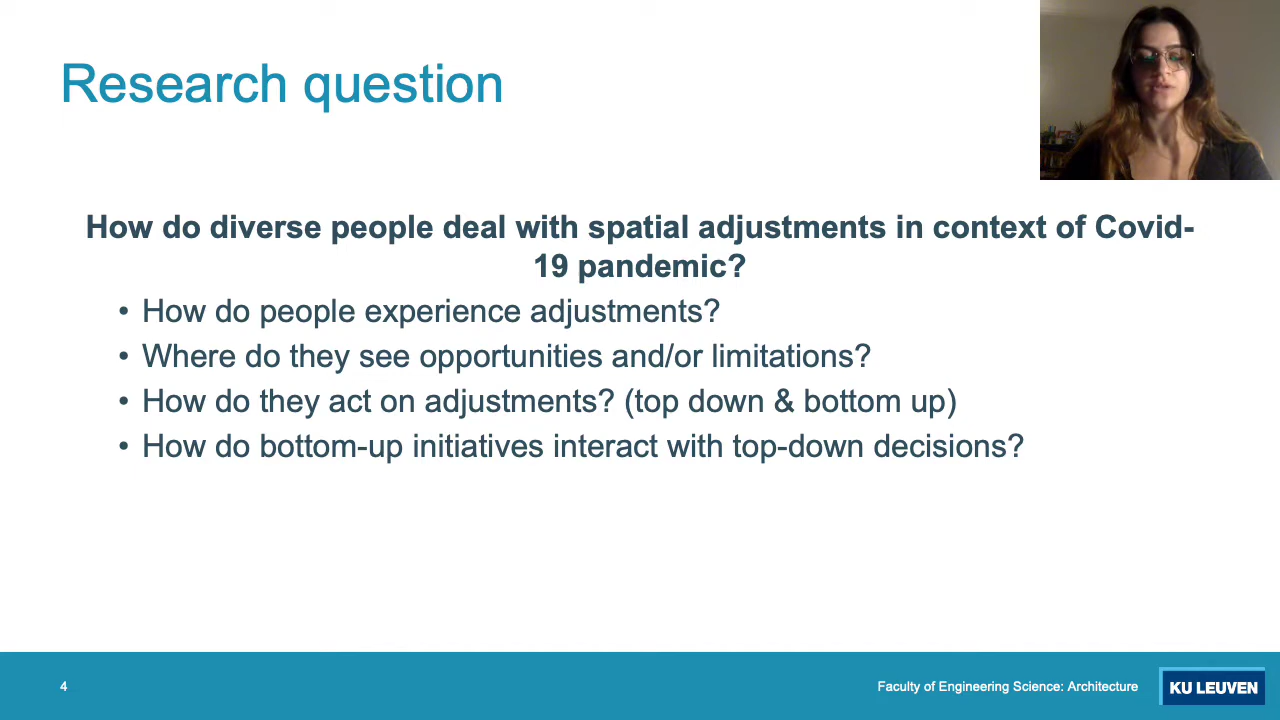 Research question
How do diverse people deal with spatial adjustments in context of Covid-
19 pandemic?
• How do people experience adjustments?
• Where do they see opportunities and/or limitations?
• How do they act on adjustments? (top down & bottom up)
• How do bottom-up initiatives interact with top-down decisions?
4
Faculty of Engineering Science: Architecture
KU LEUVEN